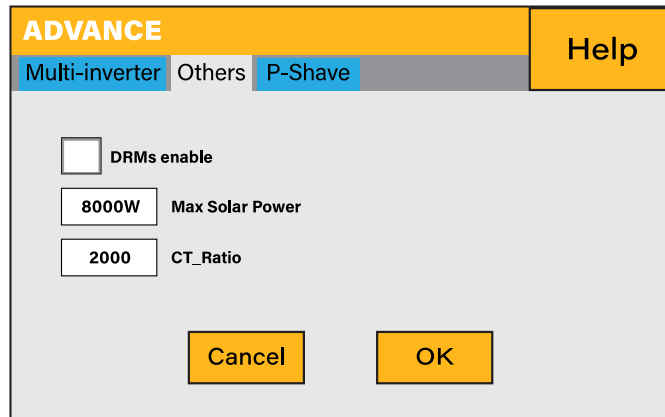 ADVANCE
Help
Multi-inverter Others P-Shave
DRMs enable
8000W Max Solar Power
2000 CT_Ratio
Cancel OK